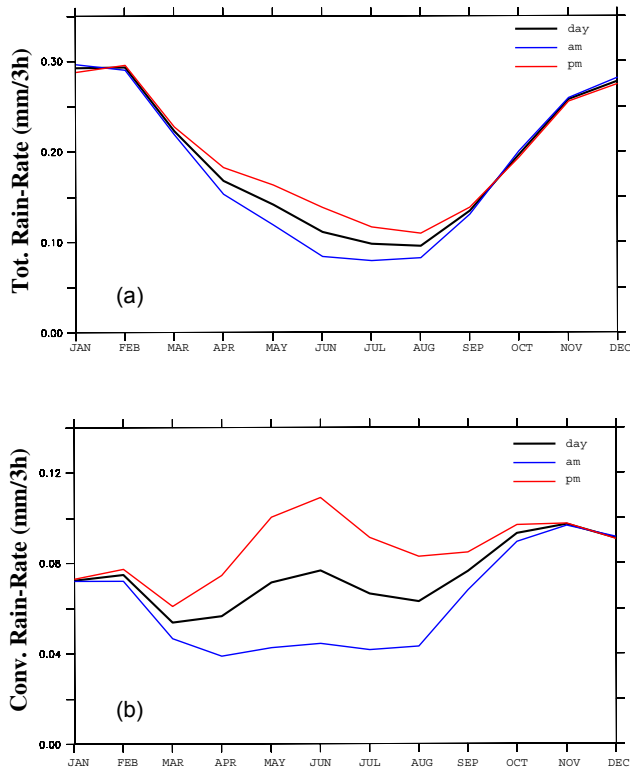 Tot. Rain-Rate (mm/3h)
0.30
0.20
0.10
0.00
day
am
pm
(a)
JAN FEB MAR APR MAY JUN JUL AUG SEP OCT NOV DEC
Conv. Rain-Rate (mm/3h)
0.12
0.08
0.04
0.00
day
am
pm
(b)
JAN FEB MAR APR MAY JUN JUL AUG SEP OCT NOV DEC